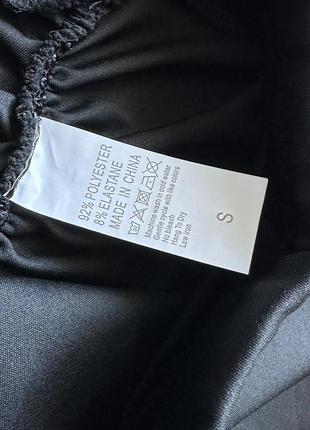 92% POLYESTER
8% ELASTANE
MADE IN CHINA
Machine wash in cold water
Gentle cycle with like colors
No bleach
Hang To Dry
Low iron
S